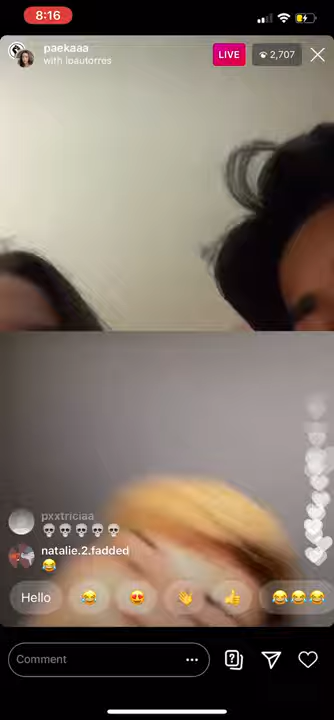 8:16
paekaaa
with loautorres
LIVE
2,707
pxxtriciaa
natalie.2.fadded
Hello
Comment